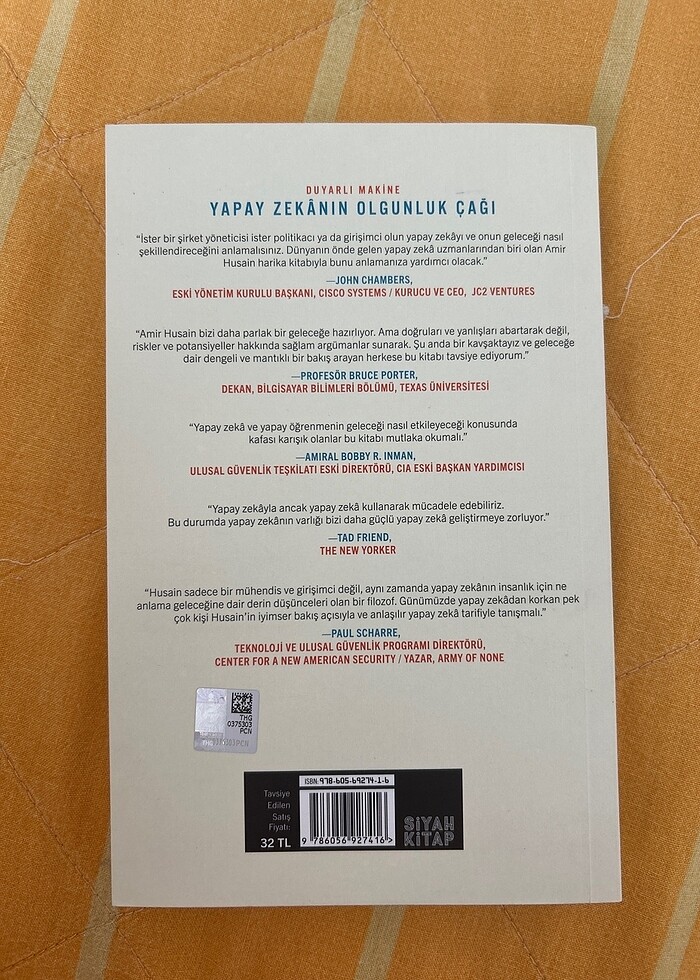 DUYARLI MAKİNE
YAPAY ZEKÂNIN OLGUNLUK ÇAĞI
“İster bir şirket yöneticisi ister politikacı ya da girişimci olun yapay zekâyı ve onun geleceği nasıl
şekillendireceğini anlamalısınız. Dünyanın önde gelen yapay zekâ uzmanlarından biri olan Amir
Husain harika kitabıyla bunu anlamanıza yardımcı olacak.”
—JOHN CHAMBERS,
ESKİ YÖNETİM KURULU BAŞKANI, CISCO SYSTEMS / KURUCU VE CEO, JC2 VENTURES
“Amir Husain bizi daha parlak bir geleceğe hazırlıyor. Ama doğruları ve yanlışları abartarak değil,
riskler ve potansiyeller hakkında sağlam argümanlar sunarak. Şu anda bir kavşaktayız ve geleceğe
dair dengeli ve mantıklı bir bakış arayan herkese bu kitabı tavsiye ediyorum.”
—PROFESÖR BRUCE PORTER,
DEKAN, BİLGİSAYAR BİLİMLERİ BÖLÜMÜ, TEXAS ÜNİVERSİTESİ
“Yapay zekâ ve yapay öğrenmenin geleceği nasıl etkileyeceği konusunda
kafası karışık olanlar bu kitabı mutlaka okumalı.”
—AMİRAL BOBBY R. INMAN,
ULUSAL GÜVENLİK TEŞKİLATI ESKİ DİREKTÖRÜ, CIA ESKİ BAŞKAN YARDIMCISI
“Yapay zekâyla ancak yapay zekâ kullanarak mücadele edebiliriz.
Bu durumda yapay zekânın varlığı bizi daha güçlü yapay zekâ geliştirmeye zorluyor.”
—TAD FRIEND,
THE NEW YORKER
“Husain sadece bir mühendis ve girişimci değil, aynı zamanda yapay zekânın insanlık için ne
anlama geleceğine dair derin düşünceleri olan bir filozof. Günümüzde yapay zekâdan korkan pek
çok kişi Husain’in iyimser bakış açısıyla ve anlaşılır yapay zekâ tarifiyle tanışmalı.”
—PAUL SCHARRE,
TEKNOLOJİ VE ULUSAL GÜVENLİK PROGRAMI DİREKTÖRÜ,
CENTER FOR A NEW AMERICAN SECURITY / YAZAR, ARMY OF NONE
THG
0375303
PCN
Tavsiye
Edilen
Satış
Fiyatı:
32 TL
ISBN: 978-605-69274-1-6
9 786056 927416 >
SİYAH
KİTAP